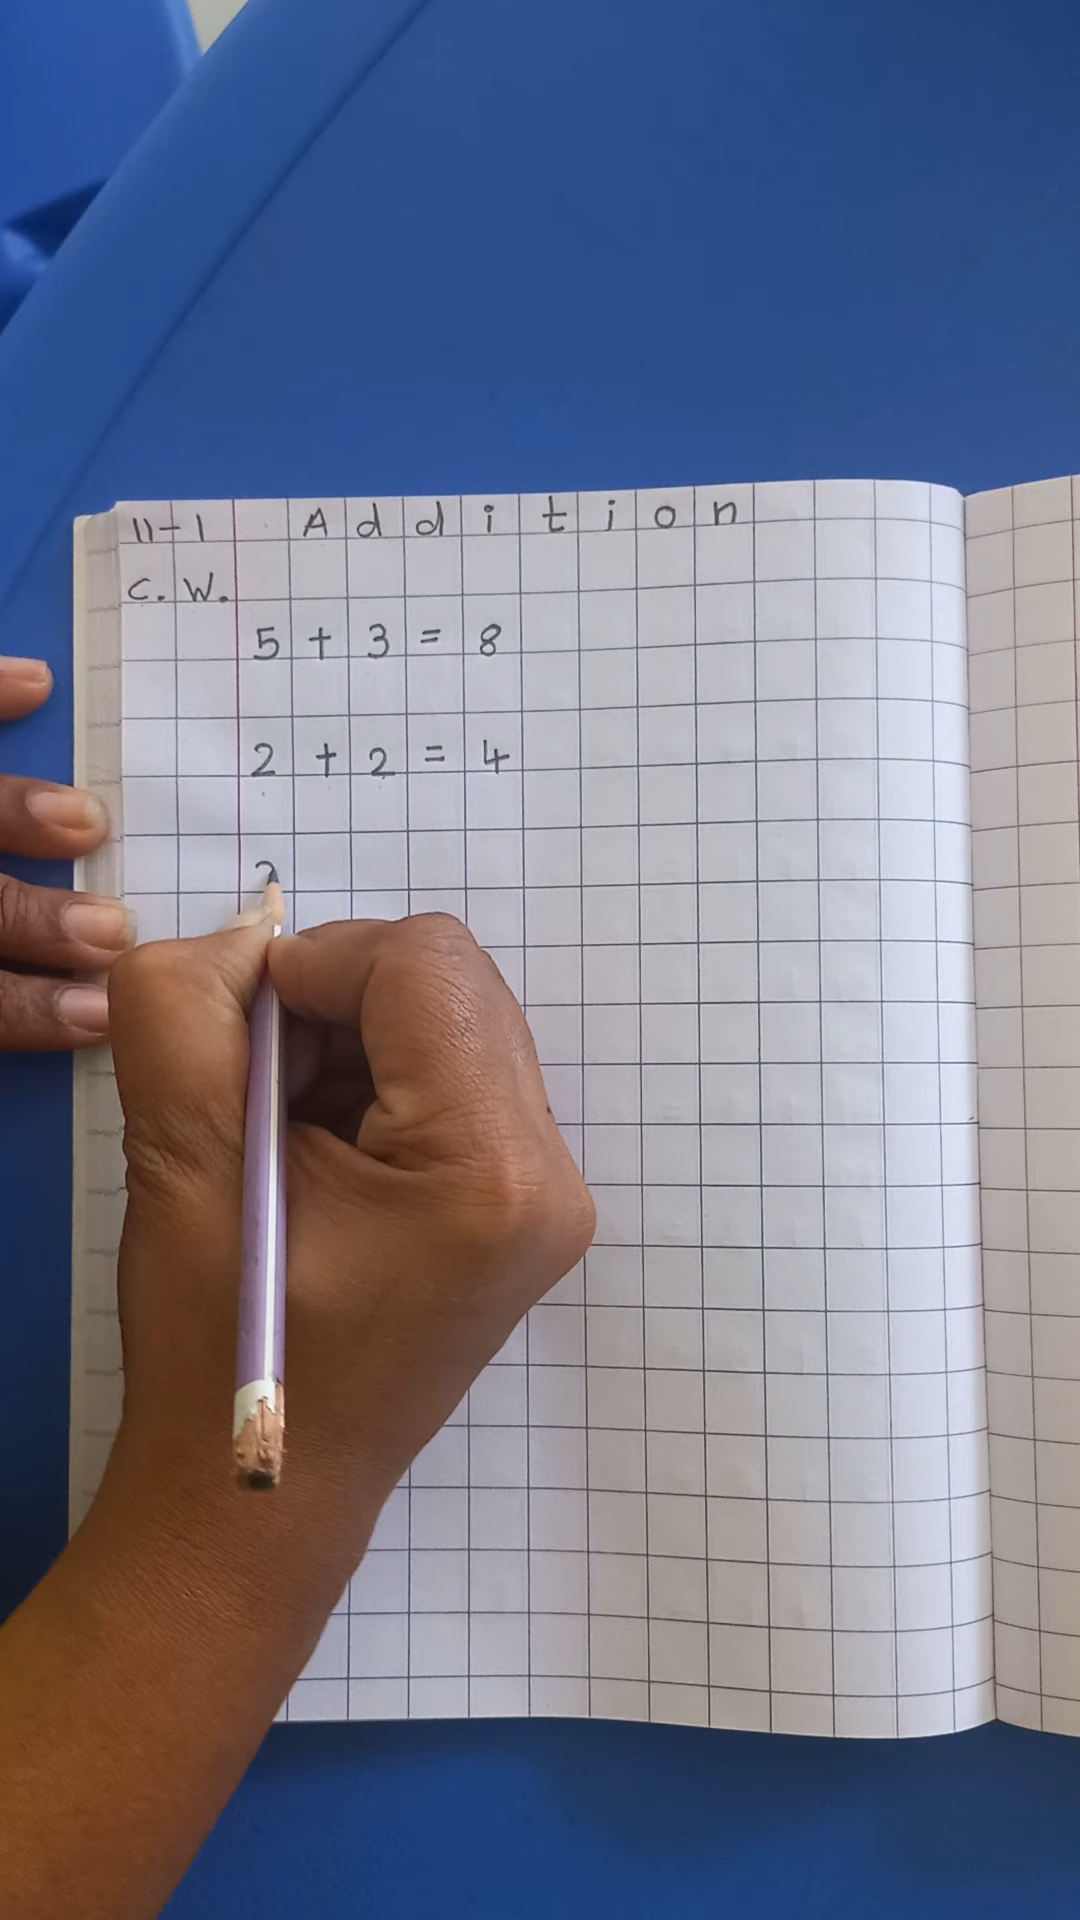 11-1 Addition
C.W.
5 + 3 = 8
2 + 2 = 4